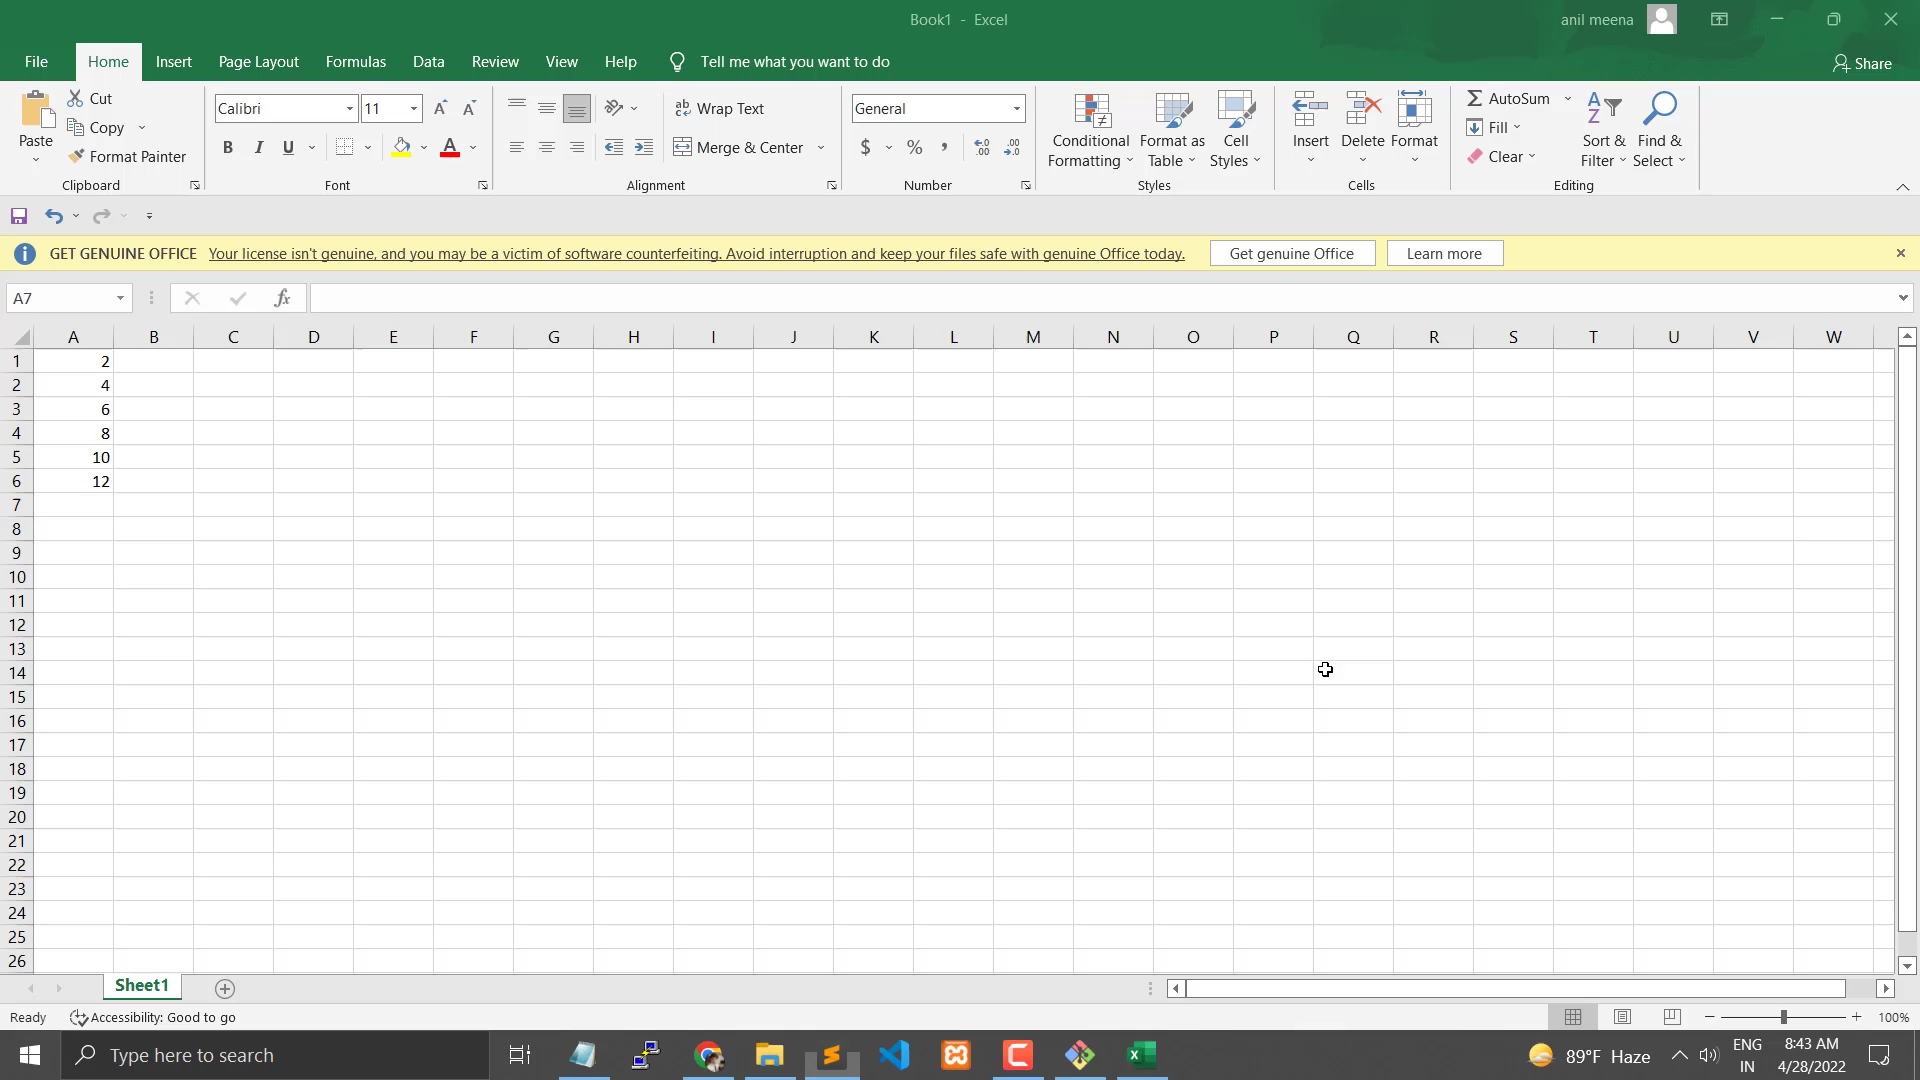 Book1 - Excel
anil meena
File Home Insert Page Layout Formulas Data Review View Help Tell me what you want to do Share
Paste
Cut
Copy
Format Painter
Clipboard
Calibri 11
B I U A
Font
Wrap Text
Merge & Center
Alignment
General
$ % ,
Number
Conditional Formatting
Format as Table
Cell Styles
Styles
Insert Delete Format
Cells
AutoSum
Fill
Clear
Sort & Filter
Find & Select
Editing
GET GENUINE OFFICE Your license isn't genuine, and you may be a victim of software counterfeiting. Avoid interruption and keep your files safe with genuine Office today. Get genuine Office Learn more
A7 fx
A B C D E F G H I J K L M N O P Q R S T U V W
1 2
2 4
3 6
4 8
5 10
6 12
7
8
9
10
11
12
13
14
15
16
17
18
19
20
21
22
23
24
25
26
Sheet1
Ready Accessibility: Good to go 100%
Type here to search
89°F Haze
ENG
IN
8:43 AM
4/28/2022